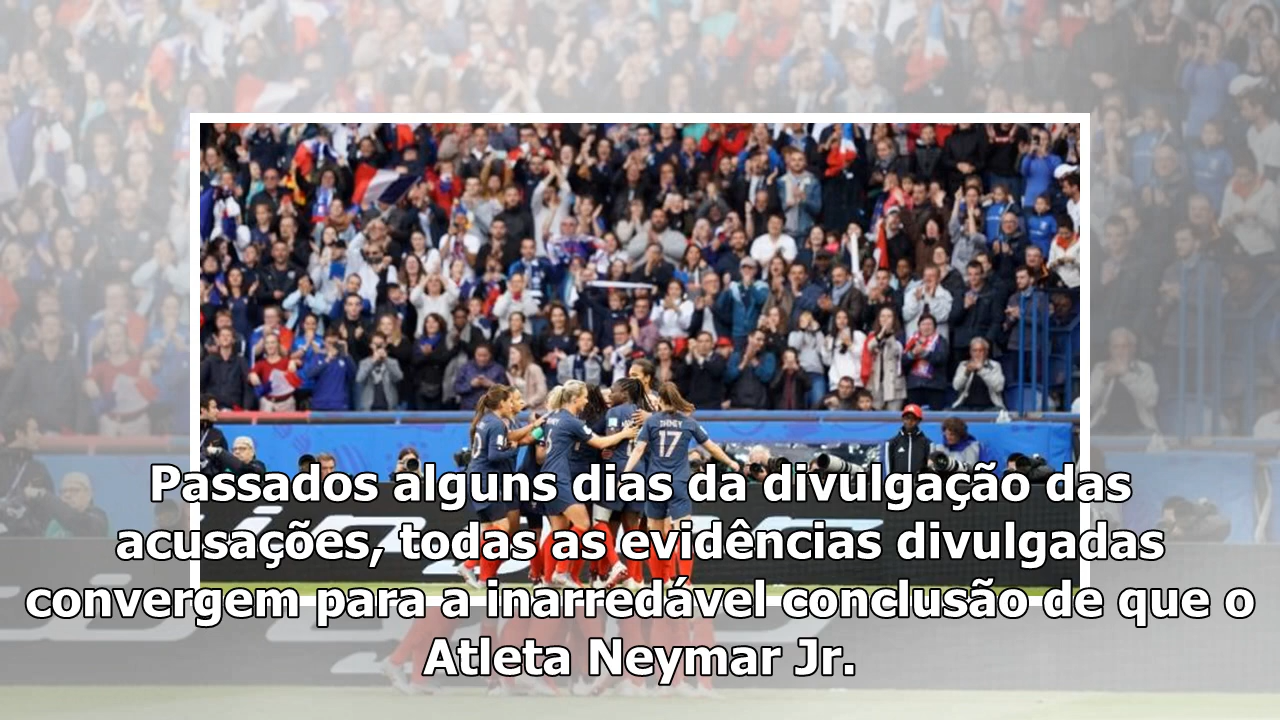 17
Passados alguns dias da divulgação das
acusações, todas as evidências divulgadas
convergem para a inarredável conclusão de que o
Atleta Neymar Jr.